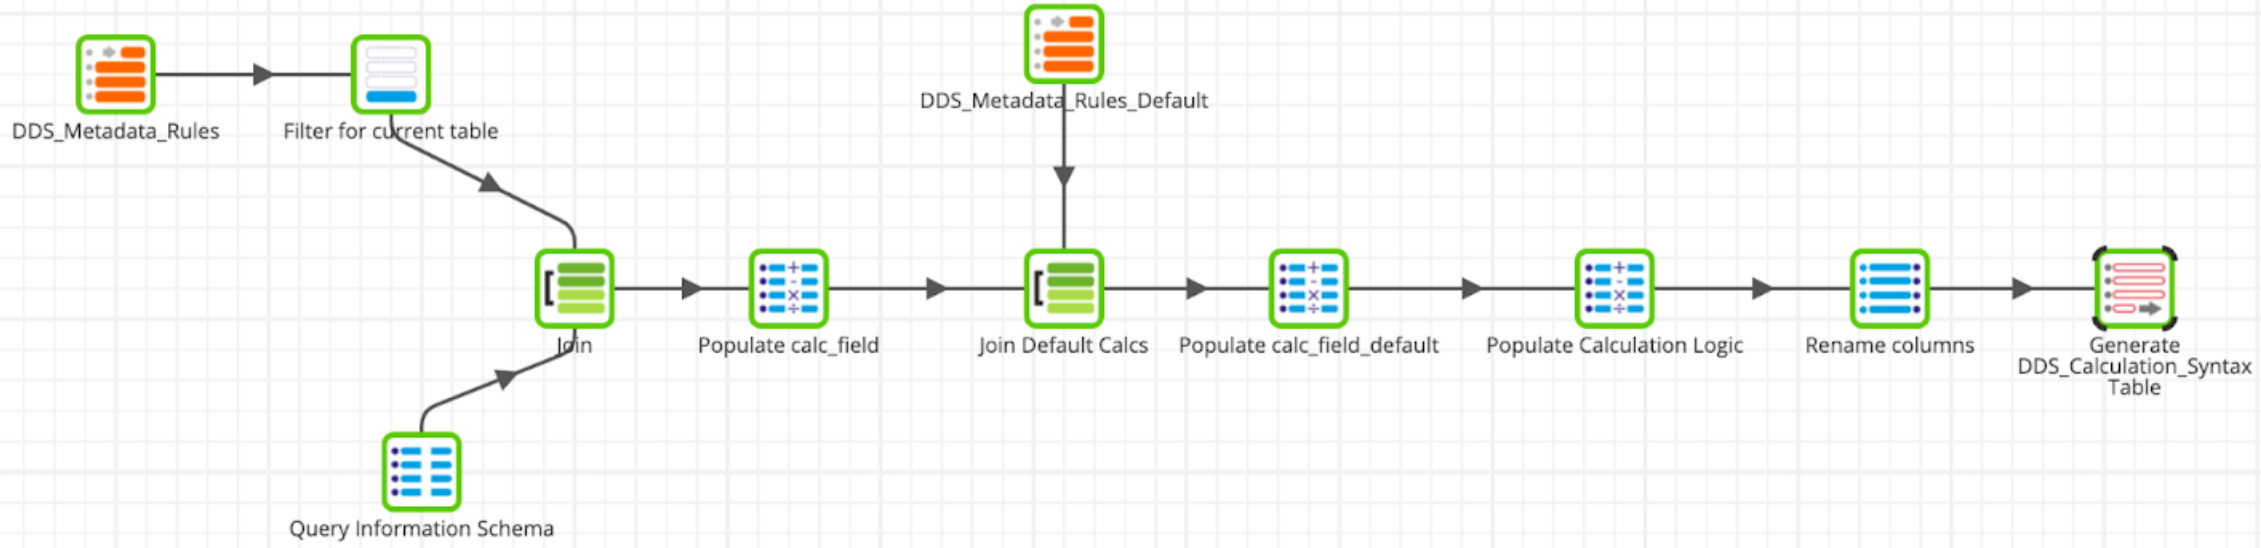 DDS_Metadata_Rules
Filter for current table
DDS_Metadata_Rules_Default
Join
Populate calc_field
Join Default Calcs
Populate calc_field_default
Populate Calculation Logic
Rename columns
Generate
DDS_Calculation_Syntax
Table
Query Information Schema